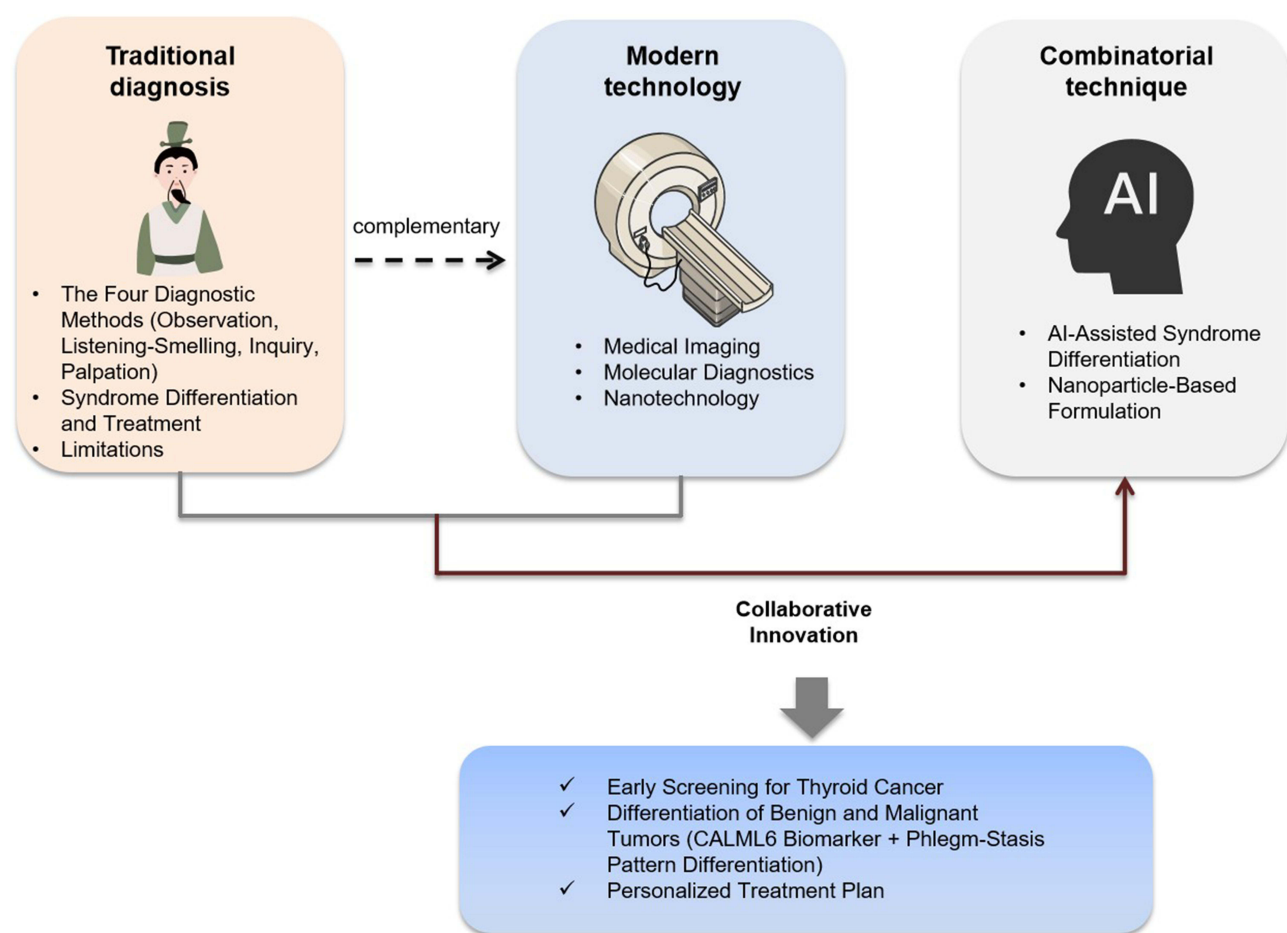 Traditional
diagnosis
• The Four Diagnostic
Methods (Observation,
Listening-Smelling, Inquiry,
Palpation)
• Syndrome Differentiation
and Treatment
• Limitations
complementary
Modern
technology
• Medical Imaging
• Molecular Diagnostics
• Nanotechnology
Combinatorial
technique
AI
• AI-Assisted Syndrome
Differentiation
• Nanoparticle-Based
Formulation
Collaborative
Innovation
✓ Early Screening for Thyroid Cancer
✓ Differentiation of Benign and Malignant
Tumors (CALML6 Biomarker + Phlegm-Stasis
Pattern Differentiation)
✓ Personalized Treatment Plan